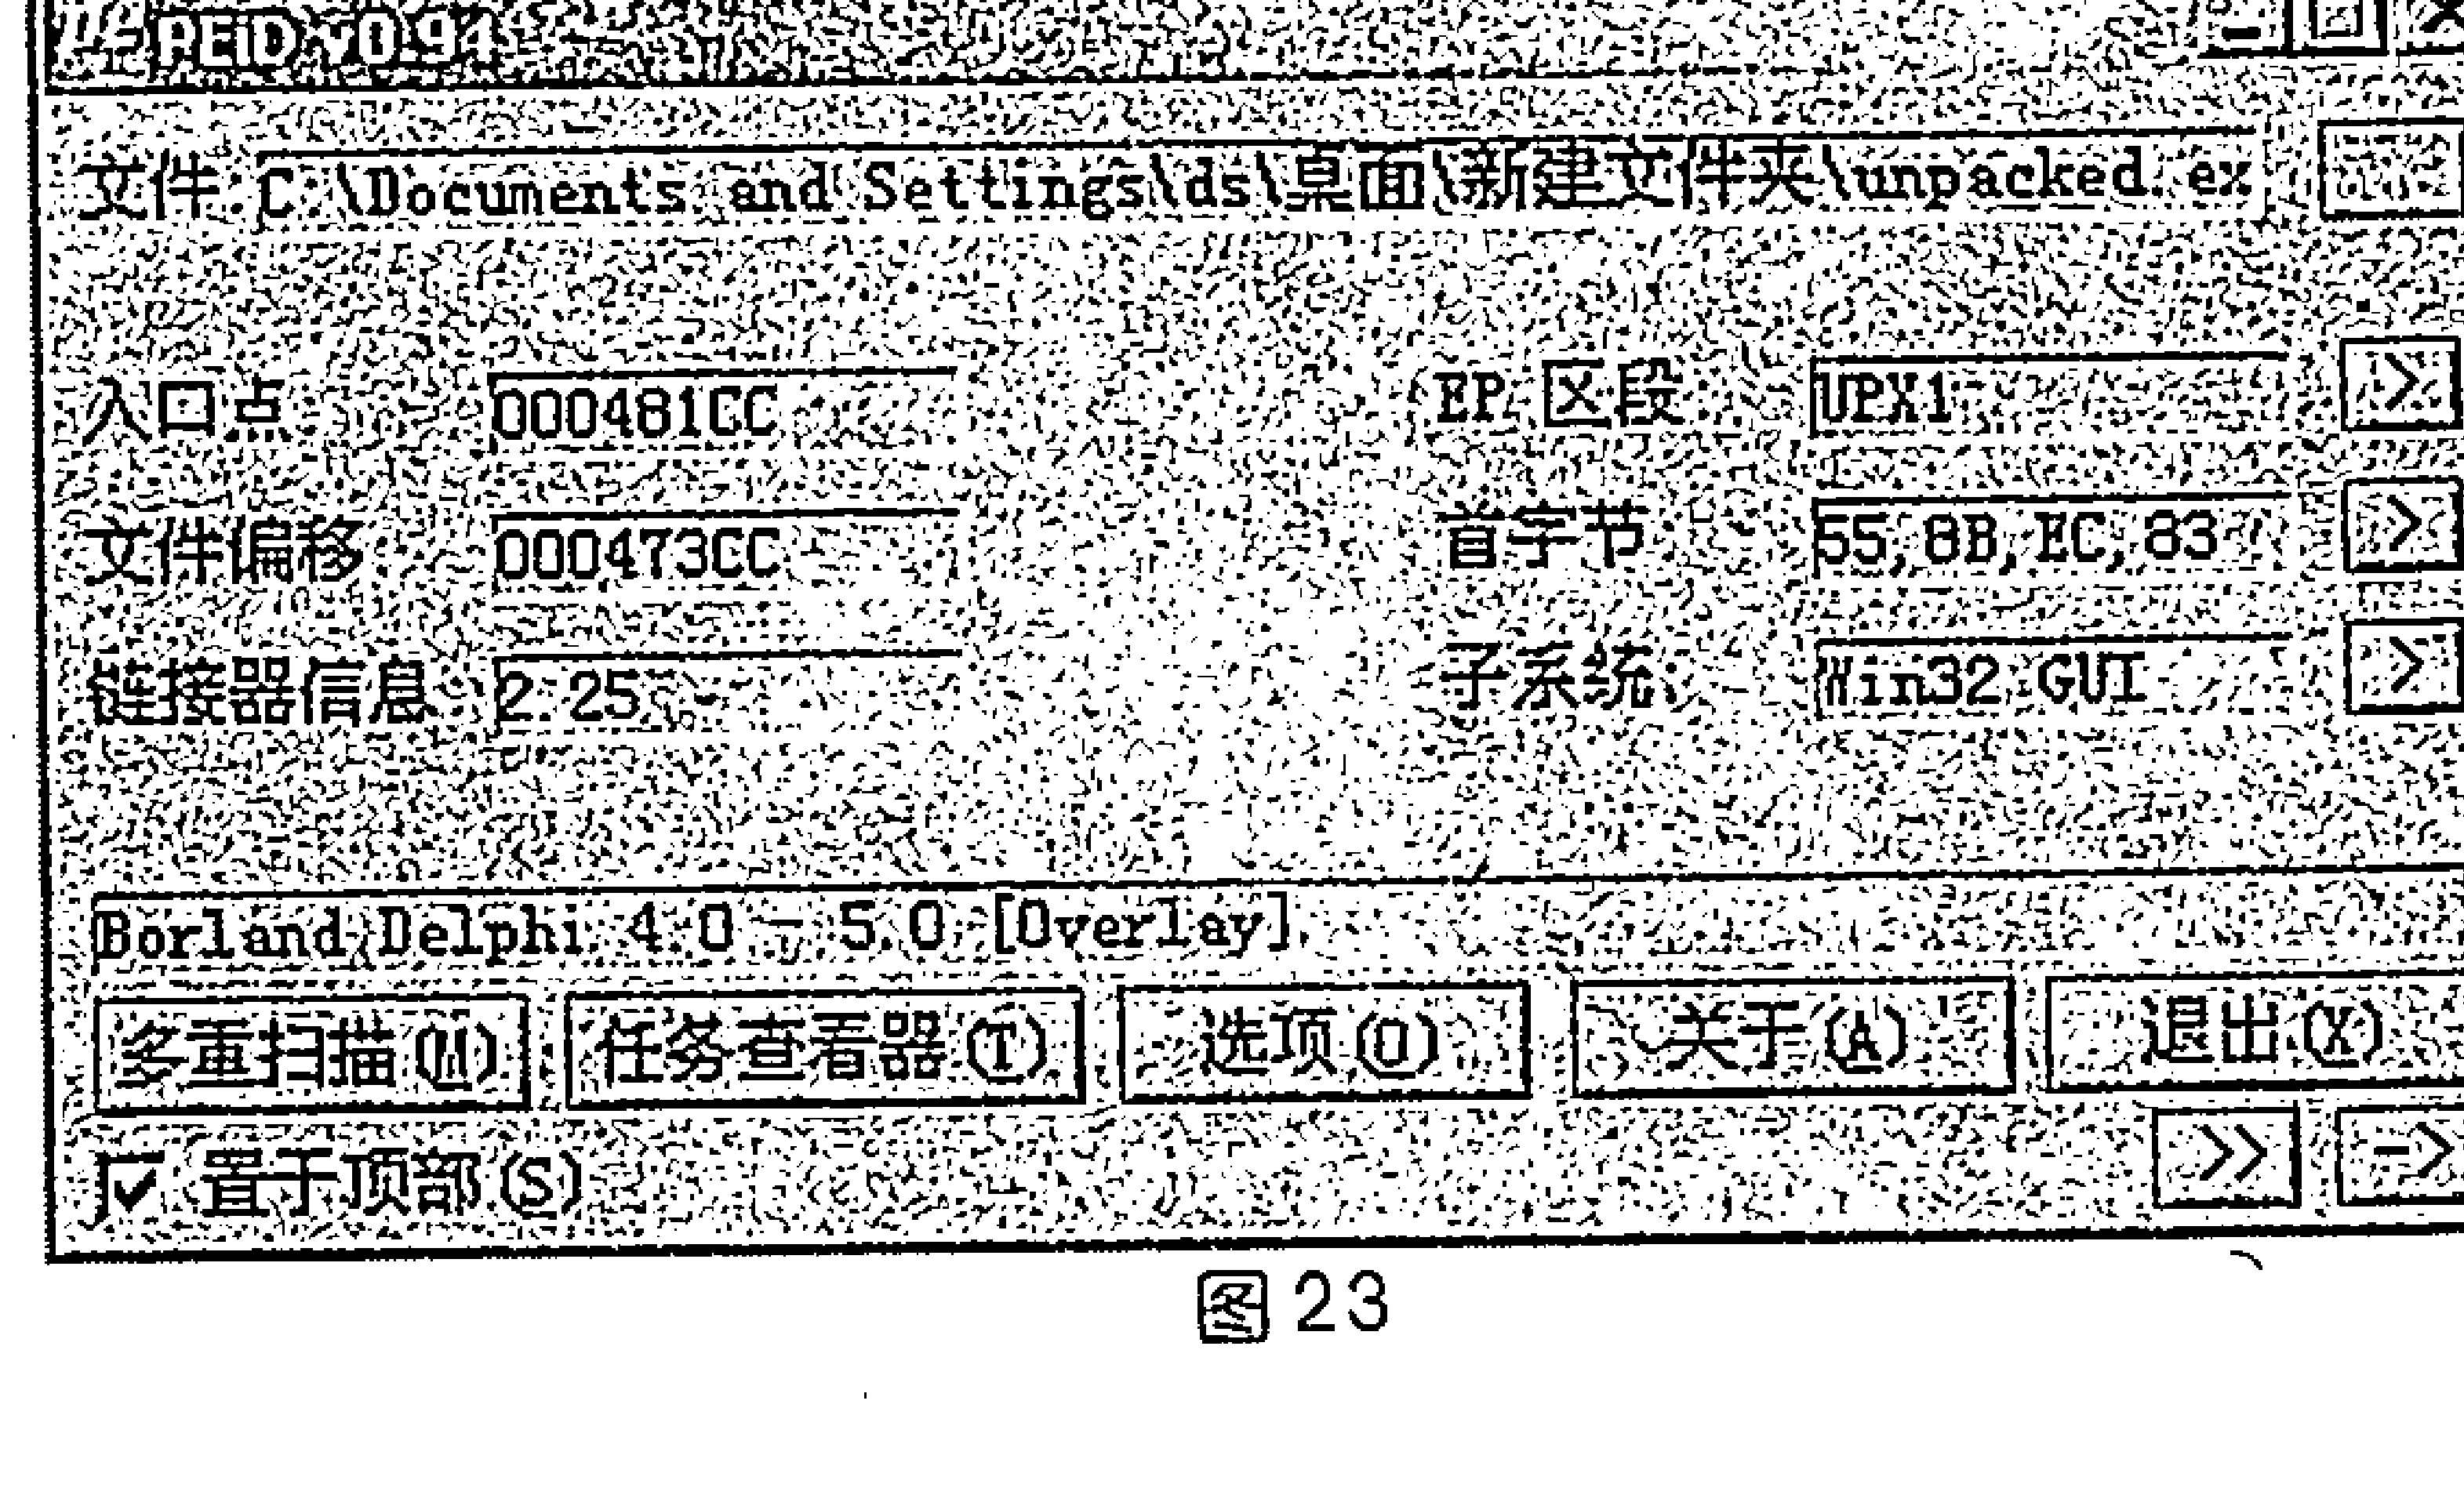 PEiD v0.94
文件: C:\Documents and Settings\ds\桌面\新建文件夹\unpacked.ex
入口点 000481CC EP 区段 UPX1 >
文件偏移 000473CC 首字节 55,8B,EC,83 >
链接器信息 2.25 子系统: Win32 GUI >
Borland Delphi 4.0 - 5.0 [Overlay]
多重扫描(M) 任务查看器(T) 选项(O) 关于(A) 退出(X)
置于顶部(S) >> ->
图23